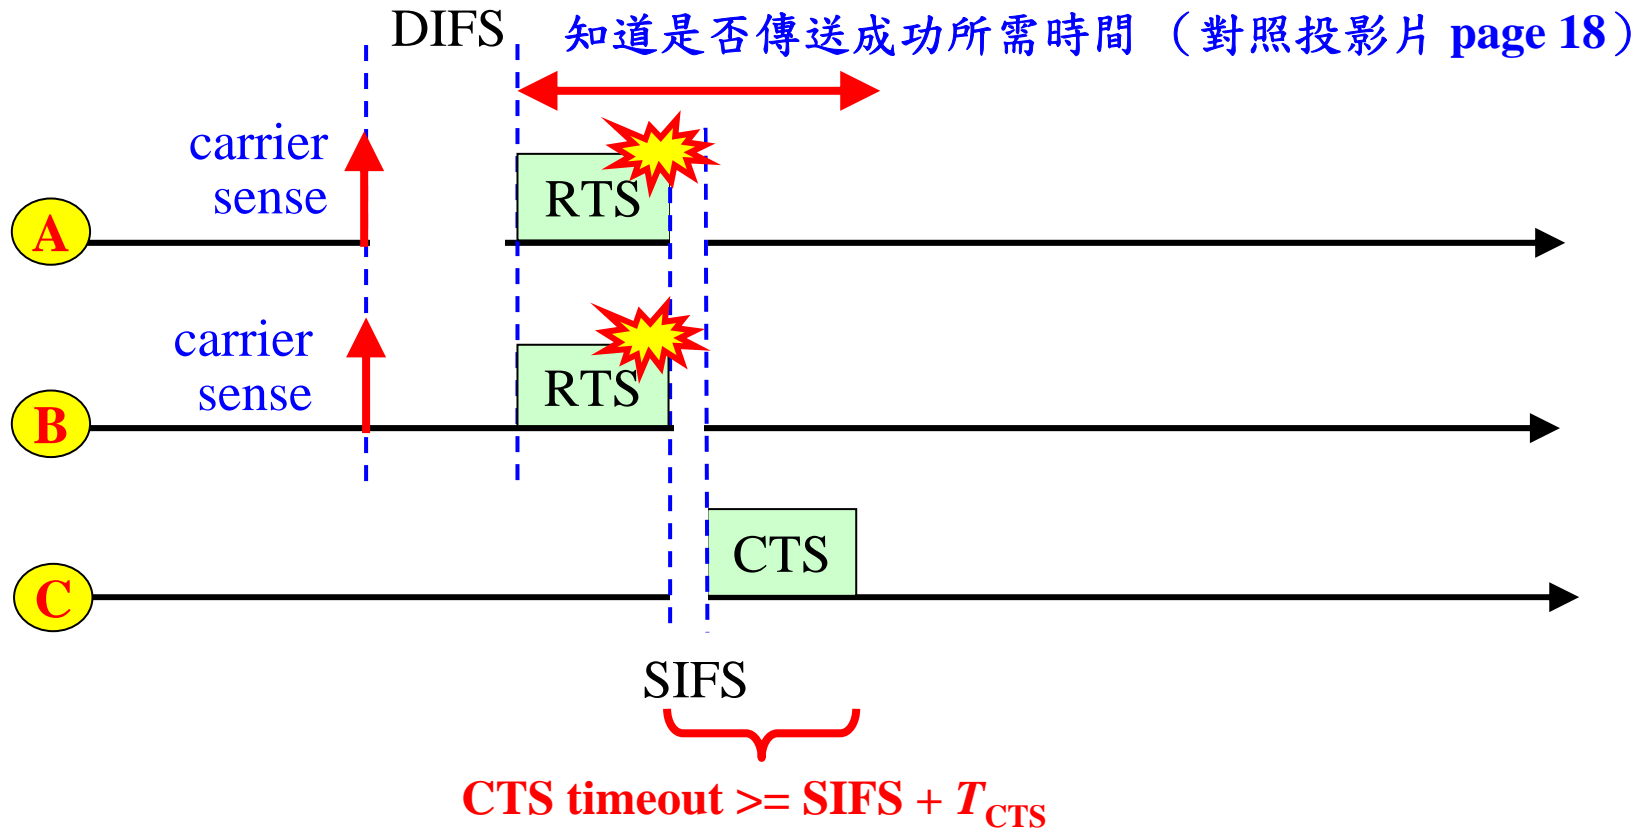 DIFS
知道是否傳送成功所需時間 (對照投影片 page 18)
carrier
sense
RTS
A
carrier
sense
RTS
B
CTS
C
SIFS
CTS timeout >= SIFS + TCTS